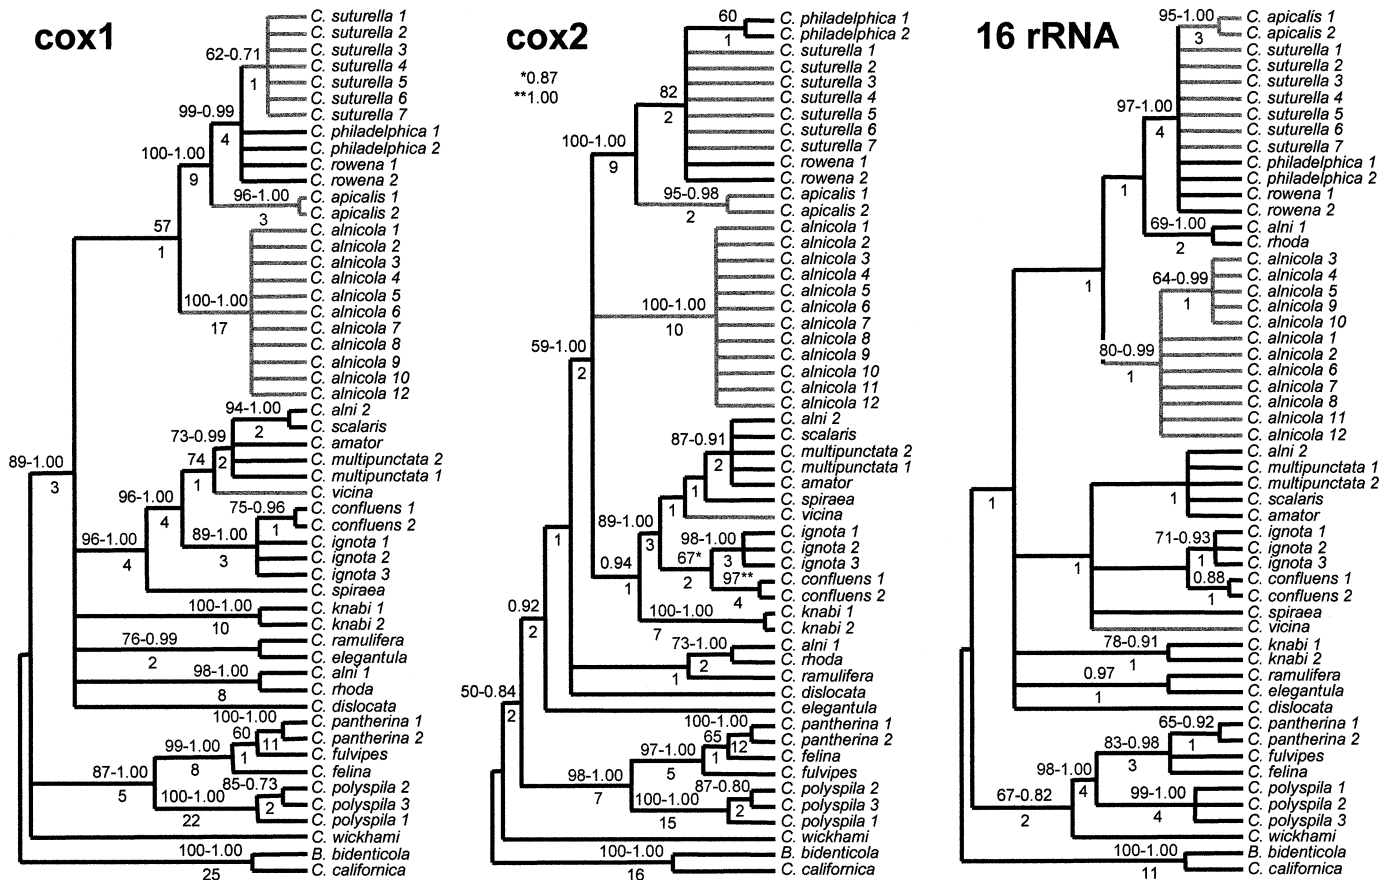 cox1
62-0.71
1
99-0.99
4
100-1.00
9
96-1.00
3
57
1
100-1.00
17
94-1.00
2
73-0.99
2
74
1
96-1.00
4
75-0.96
1
89-1.00
3
96-1.00
4
89-1.00
3
100-1.00
10
76-0.99
2
98-1.00
8
100-1.00
11
60
1
99-1.00
8
87-1.00
5
85-0.73
2
100-1.00
22
100-1.00
25
C. suturella 1
C. suturella 2
C. suturella 3
C. suturella 4
C. suturella 5
C. suturella 6
C. suturella 7
C. philadelphica 1
C. philadelphica 2
C. rowena 1
C. rowena 2
C. apicalis 1
C. apicalis 2
C. alnicola 1
C. alnicola 2
C. alnicola 3
C. alnicola 4
C. alnicola 5
C. alnicola 6
C. alnicola 7
C. alnicola 8
C. alnicola 9
C. alnicola 10
C. alnicola 11
C. alnicola 12
C. alni 2
C. scalaris
C. amator
C. multipunctata 2
C. multipunctata 1
C. vicina
C. confluens 1
C. confluens 2
C. ignota 1
C. ignota 2
C. ignota 3
C. spiraea
C. knabi 1
C. knabi 2
C. ramulifera
C. elegantula
C. alni 1
C. rhoda
C. dislocata
C. pantherina 1
C. pantherina 2
C. fulvipes
C. felina
C. polyspila 2
C. polyspila 3
C. polyspila 1
C. wickhami
B. bidenticola
C. californica
cox2
*0.87
**1.00
60
1
82
2
100-1.00
9
95-0.98
2
100-1.00
10
59-1.00
2
87-0.91
2
1
1
89-1.00
3
98-1.00
3
67*
2
97**
4
0.94
1
100-1.00
7
1
73-1.00
2
1
0.92
2
50-0.84
2
100-1.00
12
65
1
97-1.00
5
98-1.00
7
87-0.80
2
100-1.00
15
100-1.00
16
C. philadelphica 1
C. philadelphica 2
C. suturella 1
C. suturella 2
C. suturella 3
C. suturella 4
C. suturella 5
C. suturella 6
C. suturella 7
C. rowena 1
C. rowena 2
C. apicalis 1
C. apicalis 2
C. alnicola 1
C. alnicola 2
C. alnicola 3
C. alnicola 4
C. alnicola 5
C. alnicola 6
C. alnicola 7
C. alnicola 8
C. alnicola 9
C. alnicola 10
C. alnicola 11
C. alnicola 12
C. alni 2
C. scalaris
C. multipunctata 2
C. multipunctata 1
C. amator
C. spiraea
C. vicina
C. ignota 1
C. ignota 2
C. ignota 3
C. confluens 1
C. confluens 2
C. knabi 1
C. knabi 2
C. alni 1
C. rhoda
C. ramulifera
C. dislocata
C. elegantula
C. pantherina 1
C. pantherina 2
C. felina
C. fulvipes
C. polyspila 2
C. polyspila 3
C. polyspila 1
C. wickhami
B. bidenticola
C. californica
16 rRNA
95-1.00
3
97-1.00
4
1
69-1.00
2
1
64-0.99
1
80-0.99
1
1
1
1
71-0.93
1
0.88
1
78-0.91
1
0.97
1
65-0.92
1
83-0.98
3
98-1.00
4
99-1.00
4
67-0.82
2
100-1.00
11
C. apicalis 1
C. apicalis 2
C. suturella 1
C. suturella 2
C. suturella 3
C. suturella 4
C. suturella 5
C. suturella 6
C. suturella 7
C. philadelphica 1
C. philadelphica 2
C. rowena 1
C. rowena 2
C. alni 1
C. rhoda
C. alnicola 3
C. alnicola 4
C. alnicola 5
C. alnicola 9
C. alnicola 10
C. alnicola 1
C. alnicola 2
C. alnicola 6
C. alnicola 7
C. alnicola 8
C. alnicola 11
C. alnicola 12
C. alni 2
C. multipunctata 1
C. multipunctata 2
C. scalaris
C. amator
C. ignota 1
C. ignota 2
C. ignota 3
C. confluens 1
C. confluens 2
C. spiraea
C. vicina
C. knabi 1
C. knabi 2
C. ramulifera
C. elegantula
C. dislocata
C. pantherina 1
C. pantherina 2
C. fulvipes
C. felina
C. polyspila 1
C. polyspila 2
C. polyspila 3
C. wickhami
B. bidenticola
C. californica